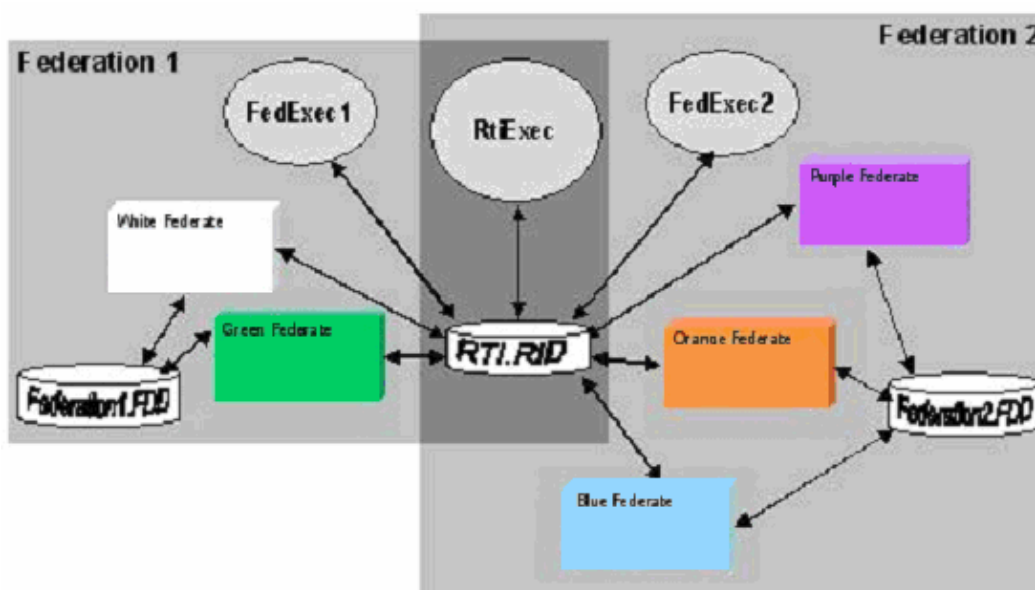 Federation 1
Federation 2
FedExec1
RtiExec
FedExec2
Purple Federate
White Federate
Green Federate
RTI.RID
Orange Federate
Federation1.FDD
Federation2.FDD
Blue Federate